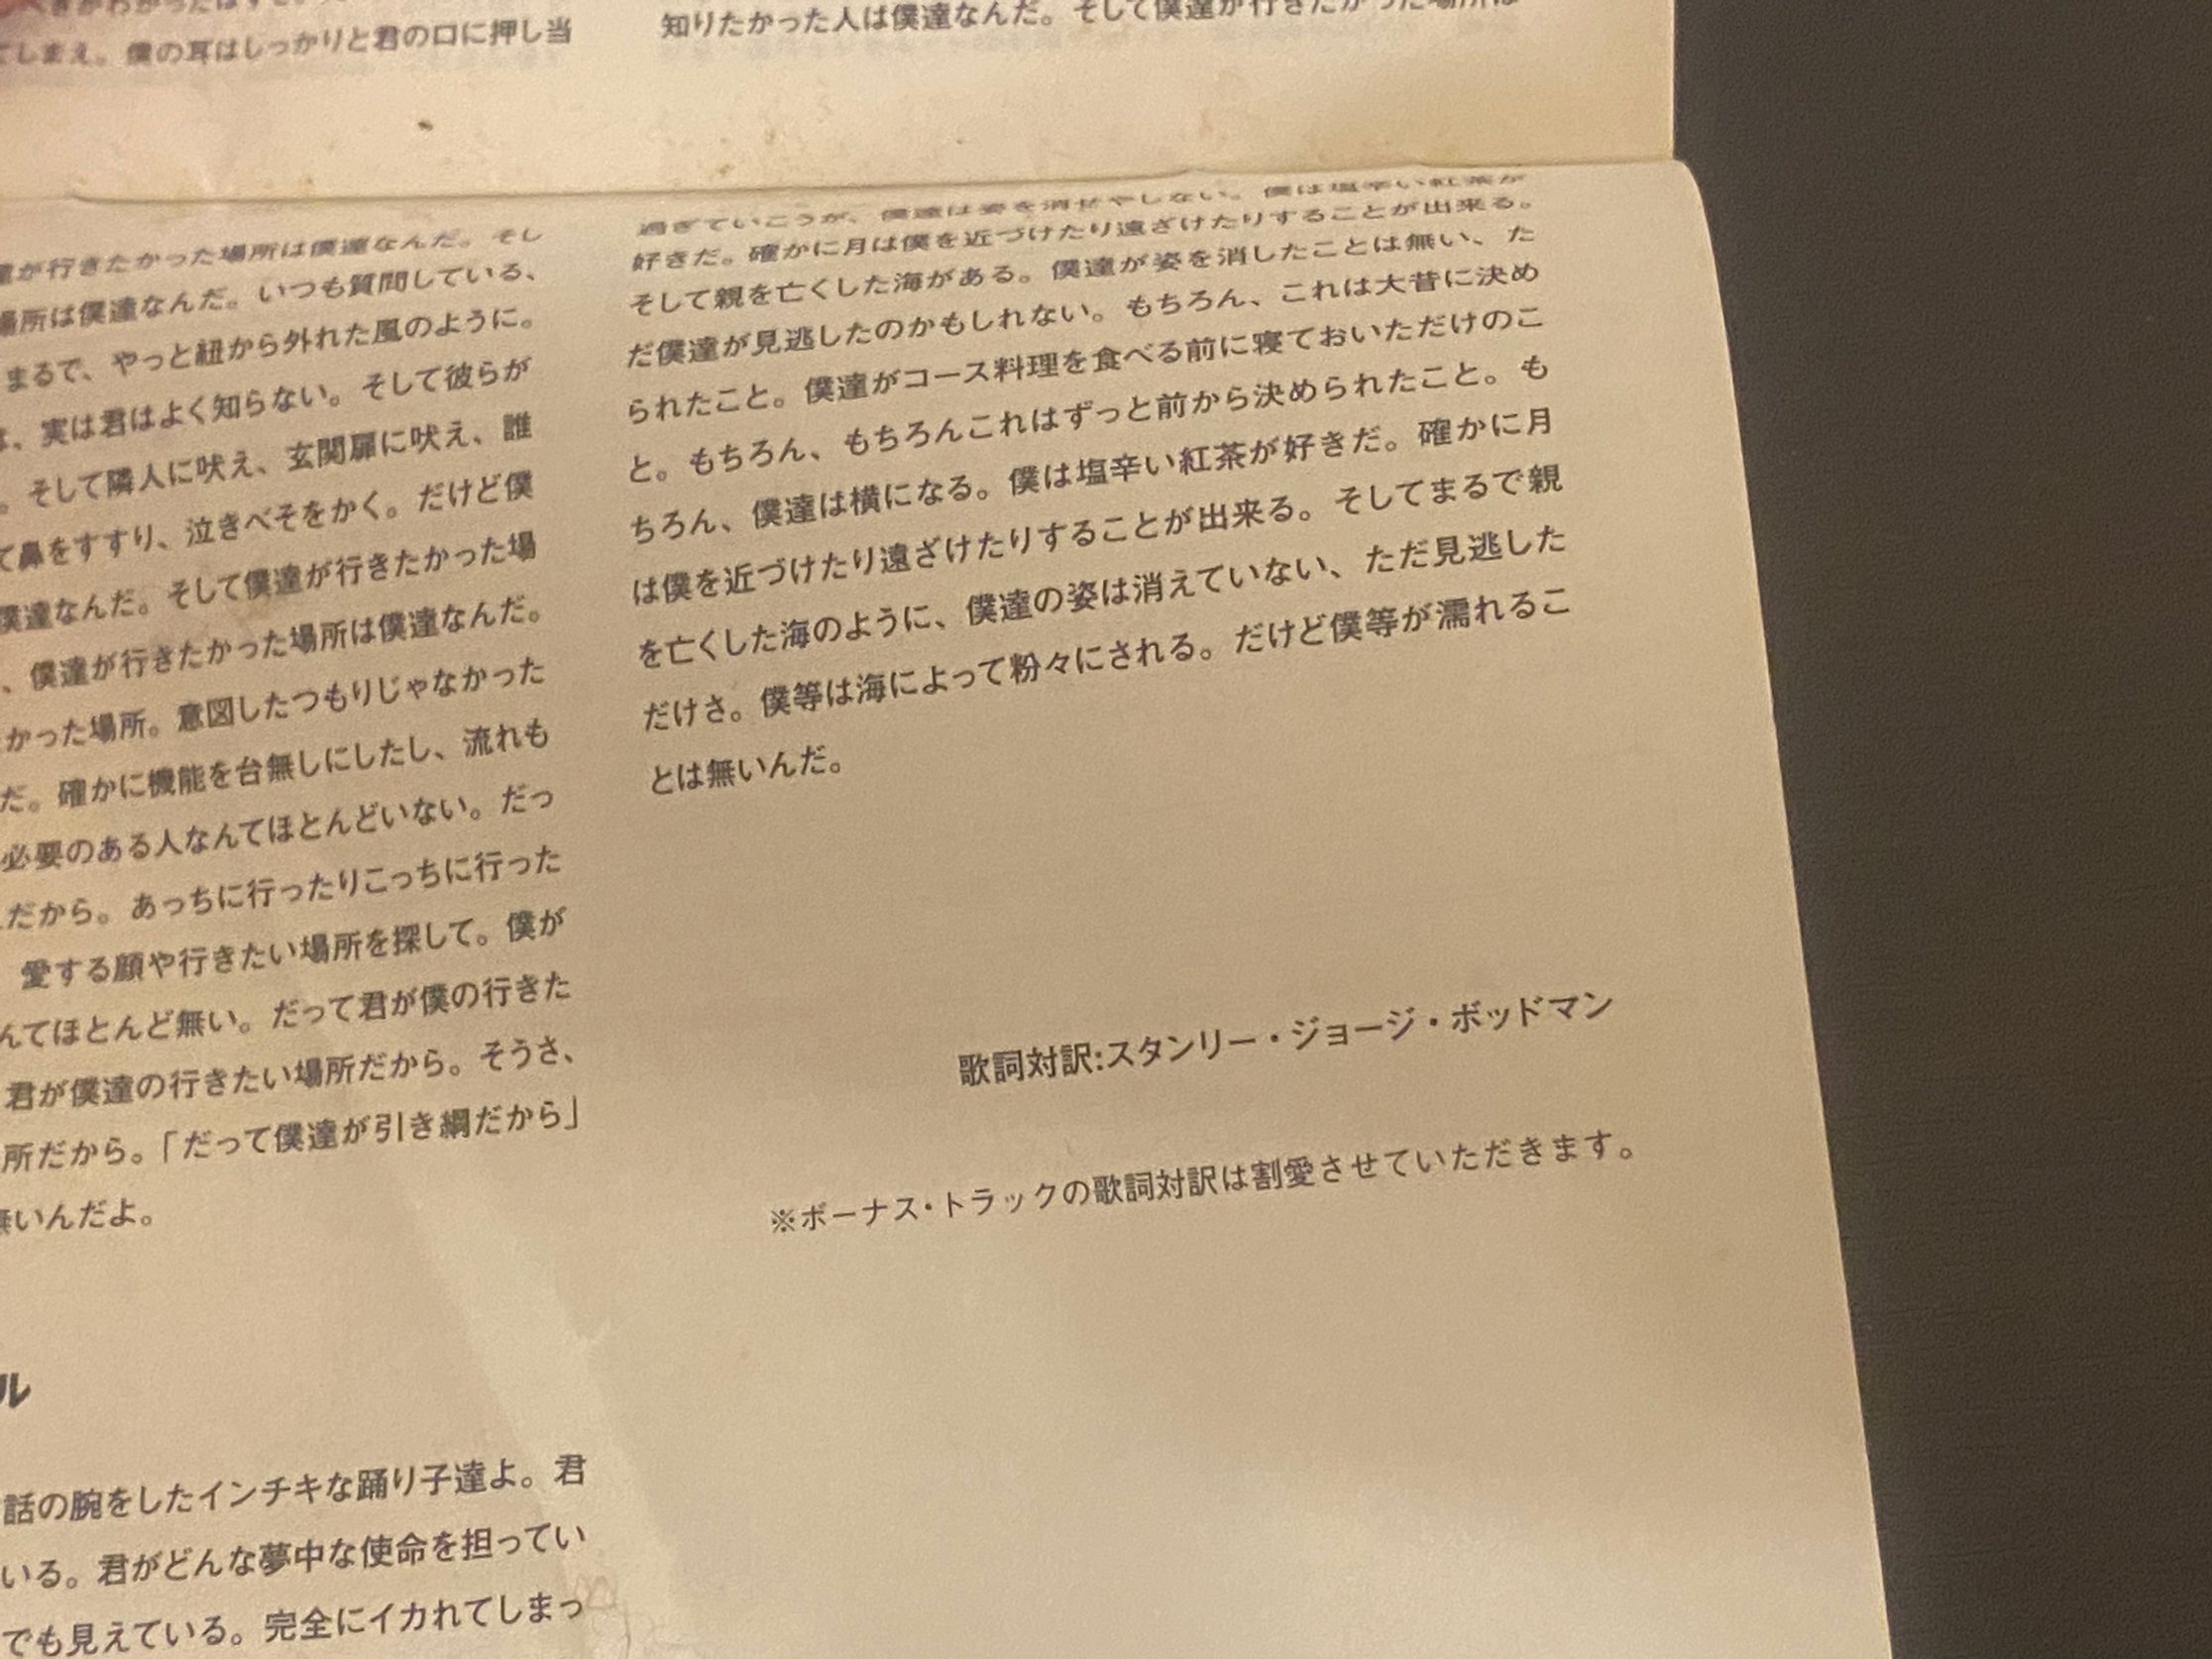 てしまえ。僕の耳はしっかりと君の口に押し当
知りたかった人は僕達なんだ。そして僕達が行きたかった場所は
が行きたかった場所は僕達なんだ。そし
場所は僕達なんだ。いつも質問している、
まるで、やっと紐から外れた風のように。
、実は君はよく知らない。そして彼らが
。そして隣人に吠え、玄関扉に吠え、誰
て鼻をすすり、泣きべそをかく。だけど僕
僕達なんだ。そして僕達が行きたかった場
、僕達が行きたかった場所は僕達なんだ。
かった場所。意図したつもりじゃなかった
だ。確かに機能を台無しにしたし、流れも
必要のある人なんてほとんどいない。だっ
だから。あっちに行ったりこっちに行った
愛する顔や行きたい場所を探して。僕が
んてほとんど無い。だって君が僕の行きた
君が僕達の行きたい場所だから。そうさ、
所だから。「だって僕達が引き綱だから」
無いんだよ。
ル
話の腕をしたインチキな踊り子達よ。君
いる。君がどんな夢中な使命を担ってい
でも見えている。完全にイカれてしまっ
過ぎていこうが、僕達は姿を消せやしない。僕は塩辛い紅茶が
好きだ。確かに月は僕を近づけたり遠ざけたりすることが出来る。
そして親を亡くした海がある。僕達が姿を消したことは無い、た
だ僕達が見逃したのかもしれない。もちろん、これは大昔に決め
られたこと。僕達がコース料理を食べる前に寝ておいただけのこ
と。もちろん、もちろんこれはずっと前から決められたこと。も
ちろん、僕達は横になる。僕は塩辛い紅茶が好きだ。確かに月
は僕を近づけたり遠ざけたりすることが出来る。そしてまるで親
を亡くした海のように、僕達の姿は消えていない、ただ見逃した
だけさ。僕等は海によって粉々にされる。だけど僕等が濡れるこ
とは無いんだ。
歌詞対訳:スタンリー・ジョージ・ボッドマン
※ボーナス・トラックの歌詞対訳は割愛させていただきます。